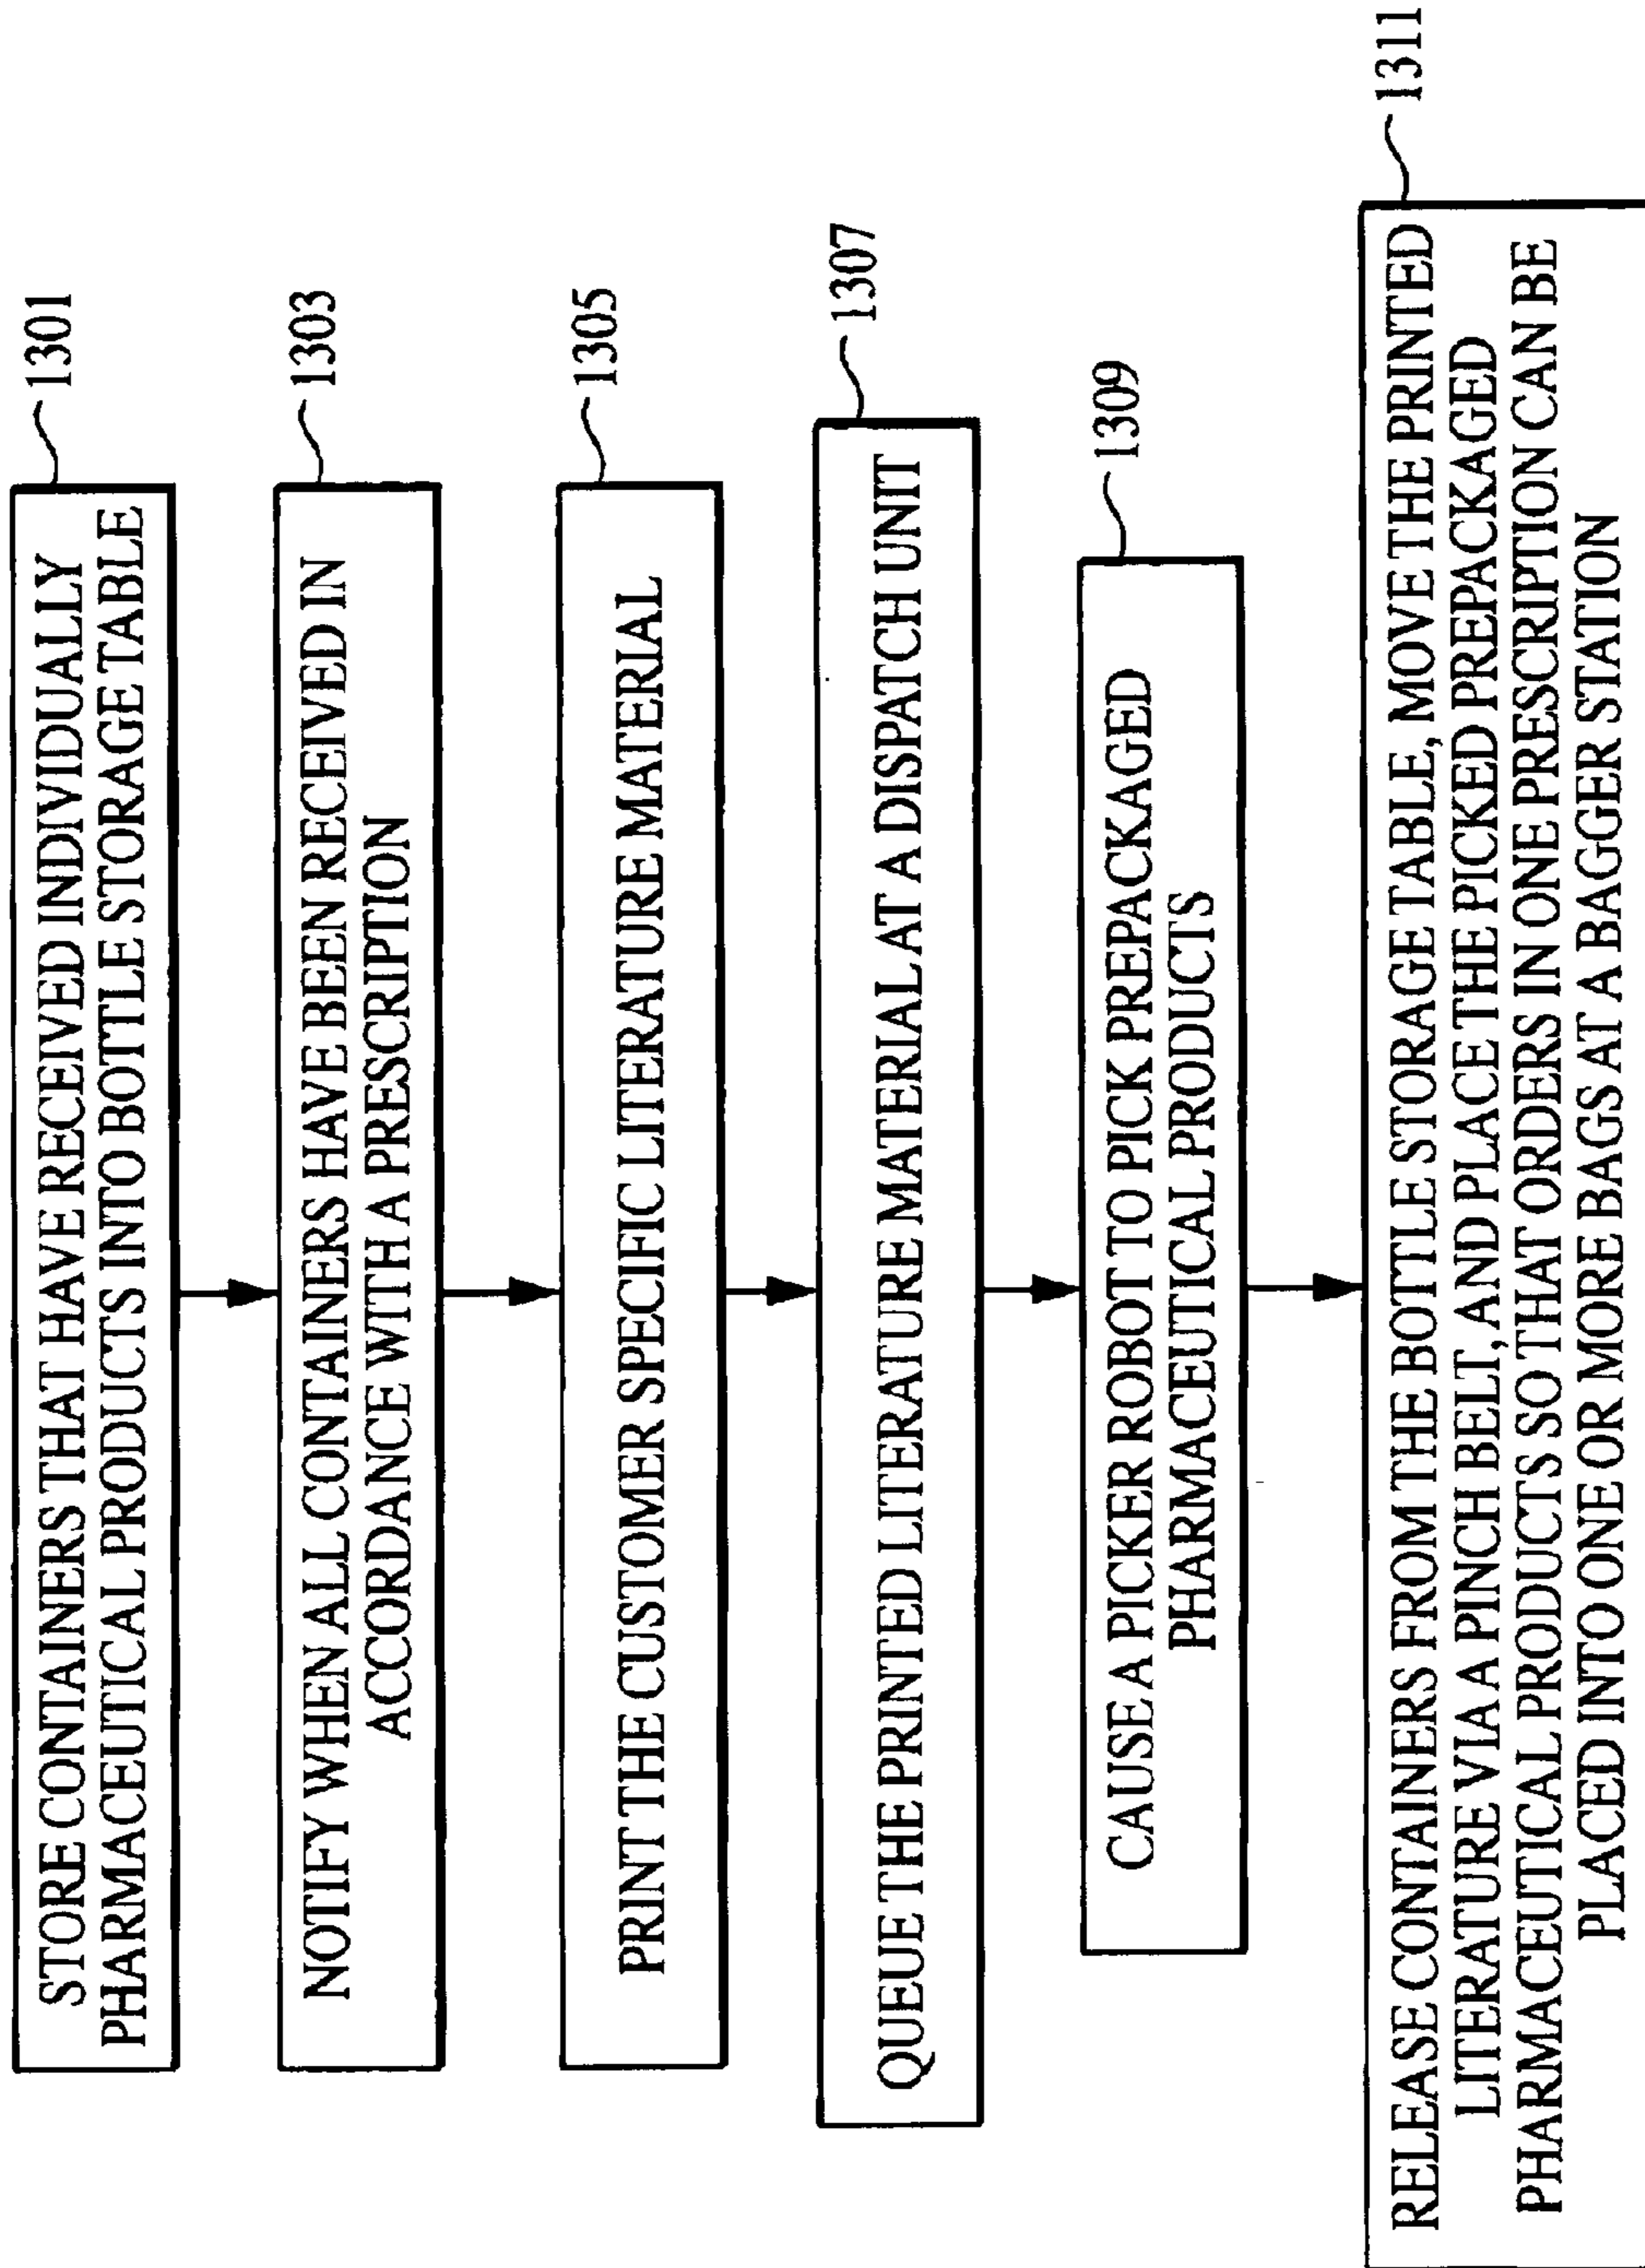 1301
STORE CONTAINERS THAT HAVE RECEIVED INDIVIDUALLY
PHARMACEUTICAL PRODUCTS INTO BOTTLE STORAGE TABLE
1303
NOTIFY WHEN ALL CONTAINERS HAVE BEEN RECEIVED IN
ACCORDANCE WITH A PRESCRIPTION
1305
PRINT THE CUSTOMER SPECIFIC LITERATURE MATERIAL
1307
QUEUE THE PRINTED LITERATURE MATERIAL AT A DISPATCH UNIT
1309
CAUSE A PICKER ROBOT TO PICK PREPACKAGED
PHARMACEUTICAL PRODUCTS
1311
RELEASE CONTAINERS FROM THE BOTTLE STORAGE TABLE, MOVE THE PRINTED
LITERATURE VIA A PINCH BELT, AND PLACE THE PICKED PREPACKAGED
PHARMACEUTICAL PRODUCTS SO THAT ORDERS IN ONE PRESCRIPTION CAN BE
PLACED INTO ONE OR MORE BAGS AT A BAGGER STATION